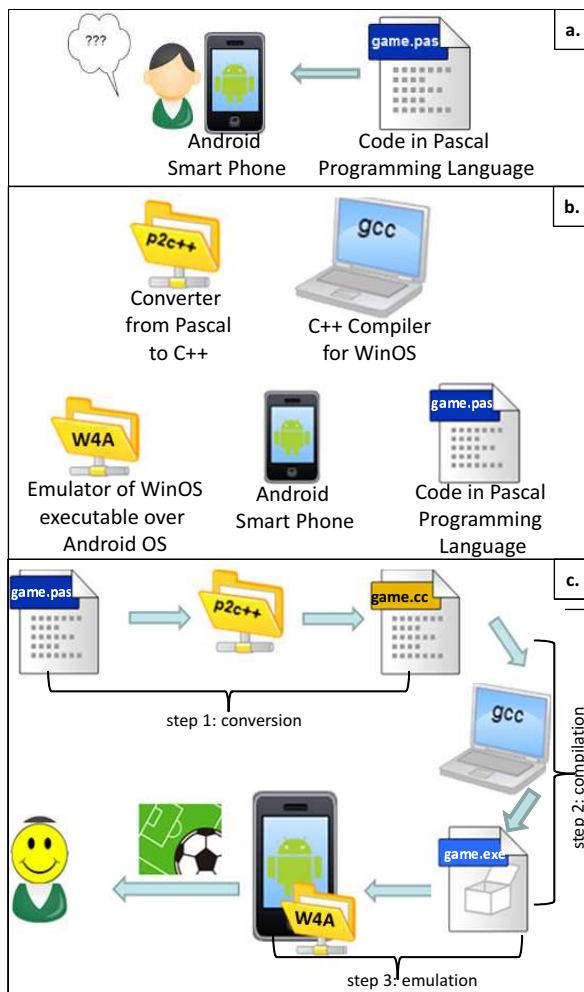 a.
???
game.pas
Android
Smart Phone
Code in Pascal
Programming Language
b.
p2c++
gcc
Converter
from Pascal
to C++
C++ Compiler
for WinOS
W4A
game.pas
Emulator of WinOS
executable over
Android OS
Android
Smart Phone
Code in Pascal
Programming
Language
c.
game.pas
p2c++
game.cc
step 1: conversion
gcc
step 2: compilation
game.exe
W4A
step 3: emulation